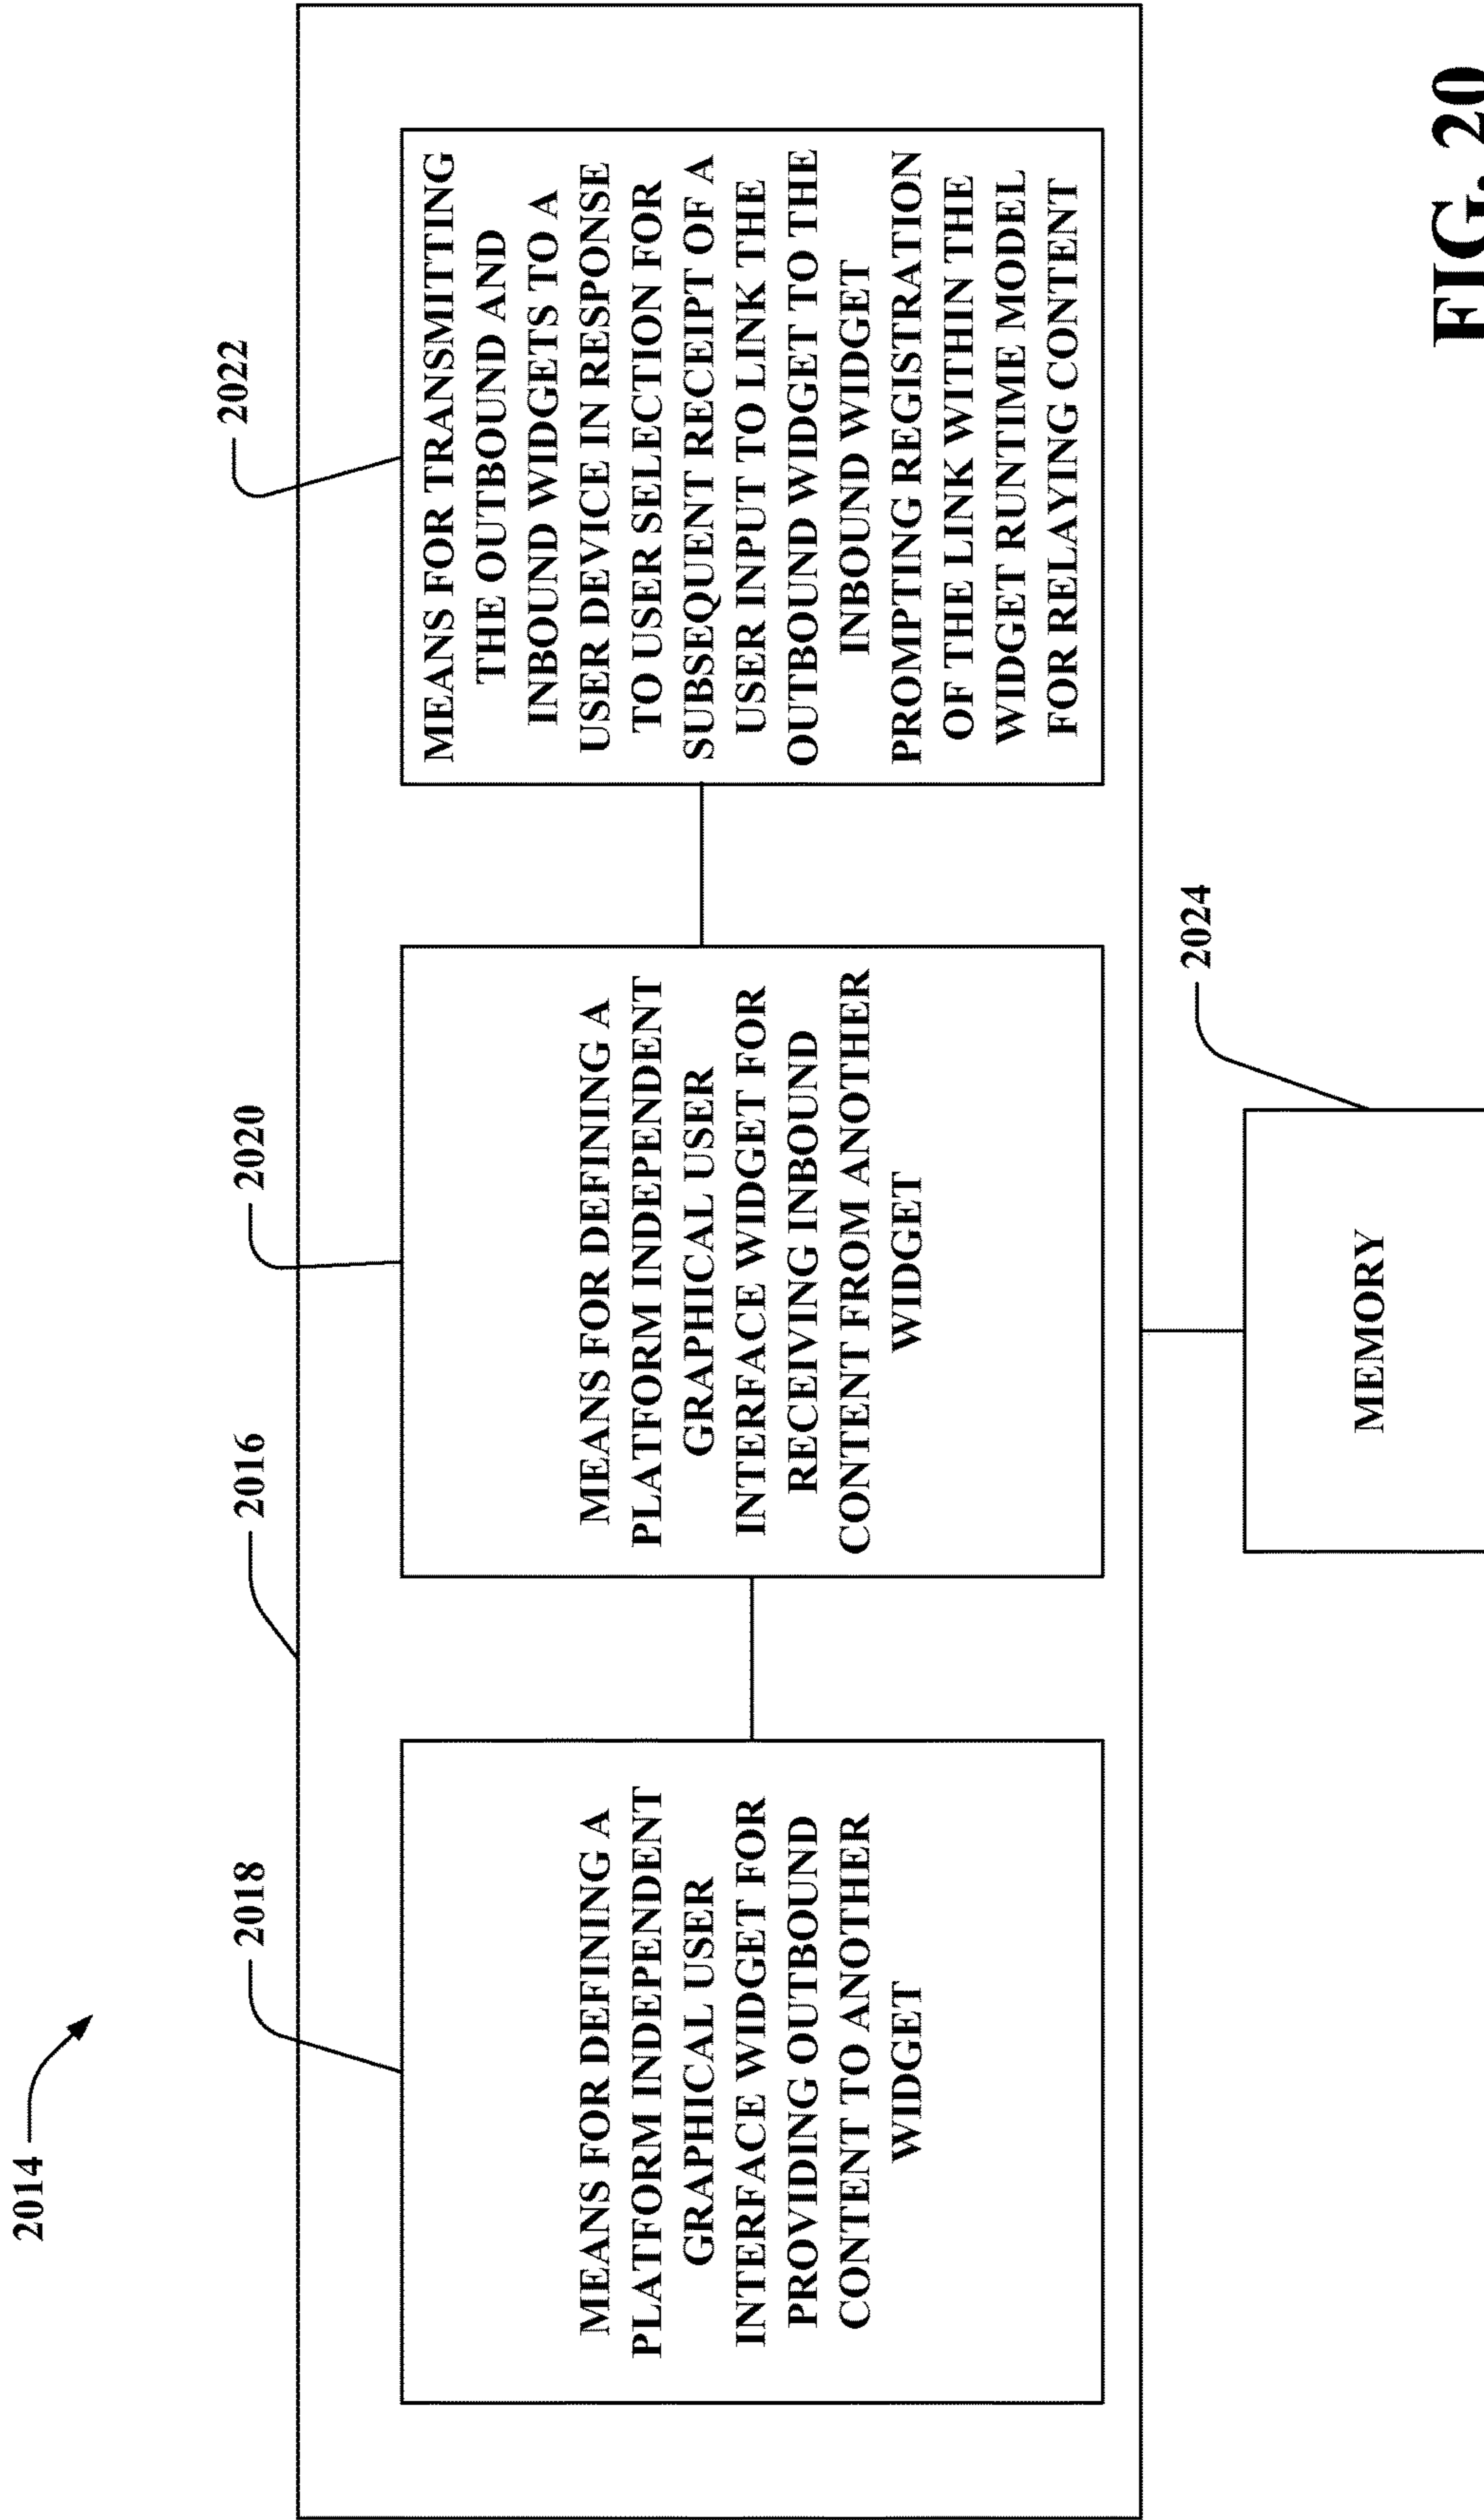 2014
2018
2016
2020
2022
MEANS FOR DEFINING A
PLATFORM INDEPENDENT
GRAPHICAL USER
INTERFACE WIDGET FOR
PROVIDING OUTBOUND
CONTENT TO ANOTHER
WIDGET
MEANS FOR DEFINING A
PLATFORM INDEPENDENT
GRAPHICAL USER
INTERFACE WIDGET FOR
RECEIVING INBOUND
CONTENT FROM ANOTHER
WIDGET
MEANS FOR TRANSMITTING
THE OUTBOUND AND
INBOUND WIDGETS TO A
USER DEVICE IN RESPONSE
TO USER SELECTION FOR
SUBSEQUENT RECEIPT OF A
USER INPUT TO LINK THE
OUTBOUND WIDGET TO THE
INBOUND WIDGET
PROMPTING REGISTRATION
OF THE LINK WITHIN THE
WIDGET RUNTIME MODEL
FOR RELAYING CONTENT
2024
MEMORY
FIG. 20